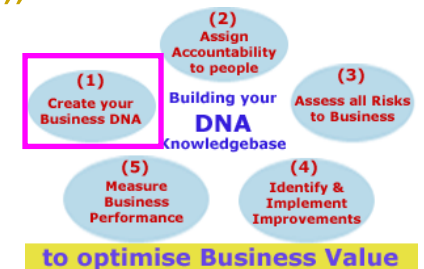 (2)
Assign
Accountability
to people
(1)
Create your
Business DNA
Building your
DNA
Knowledgebase
(3)
Assess all Risks
to Business
(5)
Measure
Business
Performance
(4)
Identify &
Implement
Improvements
to optimise Business Value